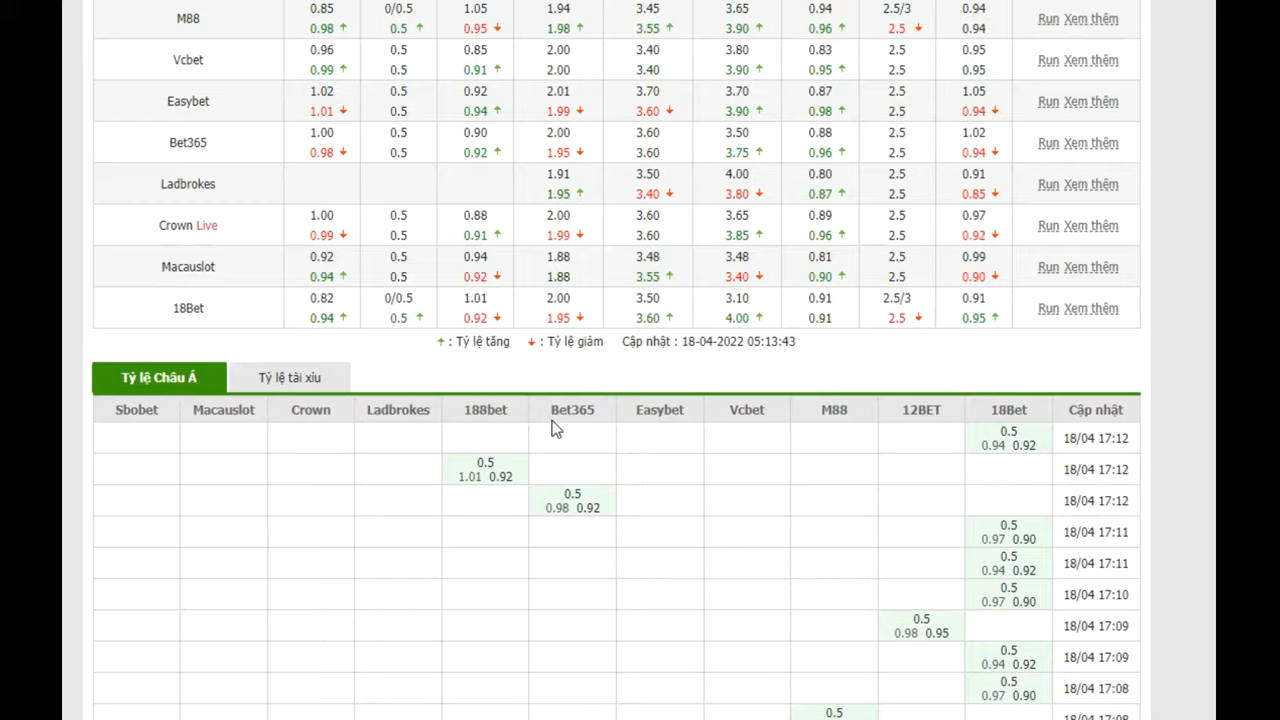 M88 0.85 0/0.5 1.05 1.94 3.45 3.65 0.94 2.5/3 0.94 Run Xem thêm
0.98 0.5 0.95 1.98 3.55 3.90 0.96 2.5 0.94
Vcbet 0.96 0.5 0.85 2.00 3.40 3.80 0.83 2.5 0.95 Run Xem thêm
0.99 0.5 0.91 2.00 3.40 3.90 0.95 2.5 0.95
Easybet 1.02 0.5 0.92 2.01 3.70 3.70 0.87 2.5 1.05 Run Xem thêm
1.01 0.5 0.94 1.99 3.60 3.90 0.98 2.5 0.94
Bet365 1.00 0.5 0.90 2.00 3.60 3.50 0.88 2.5 1.02 Run Xem thêm
0.98 0.5 0.92 1.95 3.60 3.75 0.96 2.5 0.94
Ladbrokes 1.91 3.50 4.00 0.80 2.5 0.91 Run Xem thêm
1.95 3.40 3.80 0.87 2.5 0.85
Crown Live 1.00 0.5 0.88 2.00 3.60 3.65 0.89 2.5 0.97 Run Xem thêm
0.99 0.5 0.91 1.99 3.60 3.85 0.96 2.5 0.92
Macauslot 0.92 0.5 0.94 1.88 3.48 3.48 0.81 2.5 0.99 Run Xem thêm
0.94 0.5 0.92 1.88 3.55 3.40 0.90 2.5 0.90
18Bet 0.82 0/0.5 1.01 2.00 3.50 3.10 0.91 2.5/3 0.91 Run Xem thêm
0.94 0.5 0.92 1.95 3.60 4.00 0.91 2.5 0.95
: Tỷ lệ tăng : Tỷ lệ giảm Cập nhật : 18-04-2022 05:13:43
Tỷ lệ Châu Á Tỷ lệ tài xỉu
Sbobet Macauslot Crown Ladbrokes 188bet Bet365 Easybet Vcbet M88 12BET 18Bet Cập nhật
0.5
0.94 0.92 18/04 17:12
0.5
1.01 0.92 18/04 17:12
0.5
0.98 0.92 18/04 17:12
0.5
0.97 0.90 18/04 17:11
0.5
0.94 0.92 18/04 17:11
0.5
0.97 0.90 18/04 17:10
0.5
0.98 0.95 18/04 17:09
0.5
0.94 0.92 18/04 17:09
0.5
0.97 0.90 18/04 17:08
0.5 18/04 17:08